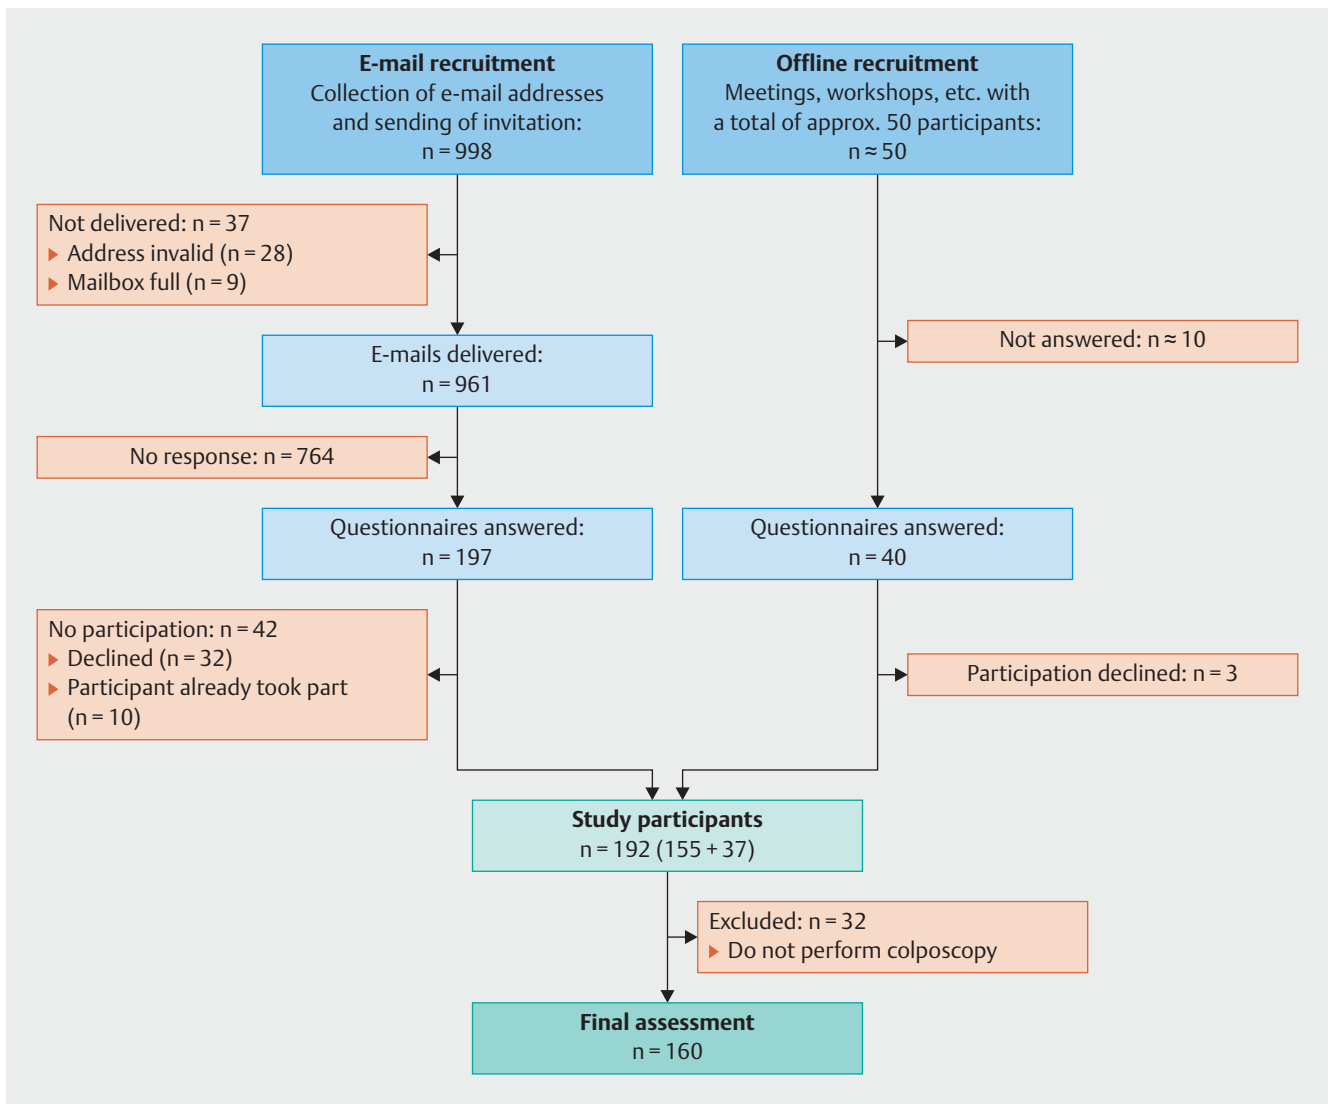 E-mail recruitment
Collection of e-mail addresses
and sending of invitation:
n = 998
Offline recruitment
Meetings, workshops, etc. with
a total of approx. 50 participants:
n ≈ 50
Not delivered: n = 37
▶ Address invalid (n = 28)
▶ Mailbox full (n = 9)
E-mails delivered:
n = 961
Not answered: n ≈ 10
No response: n = 764
Questionnaires answered:
n = 197
Questionnaires answered:
n = 40
No participation: n = 42
▶ Declined (n = 32)
▶ Participant already took part
(n = 10)
Participation declined: n = 3
Study participants
n = 192 (155 + 37)
Excluded: n = 32
▶ Do not perform colposcopy
Final assessment
n = 160